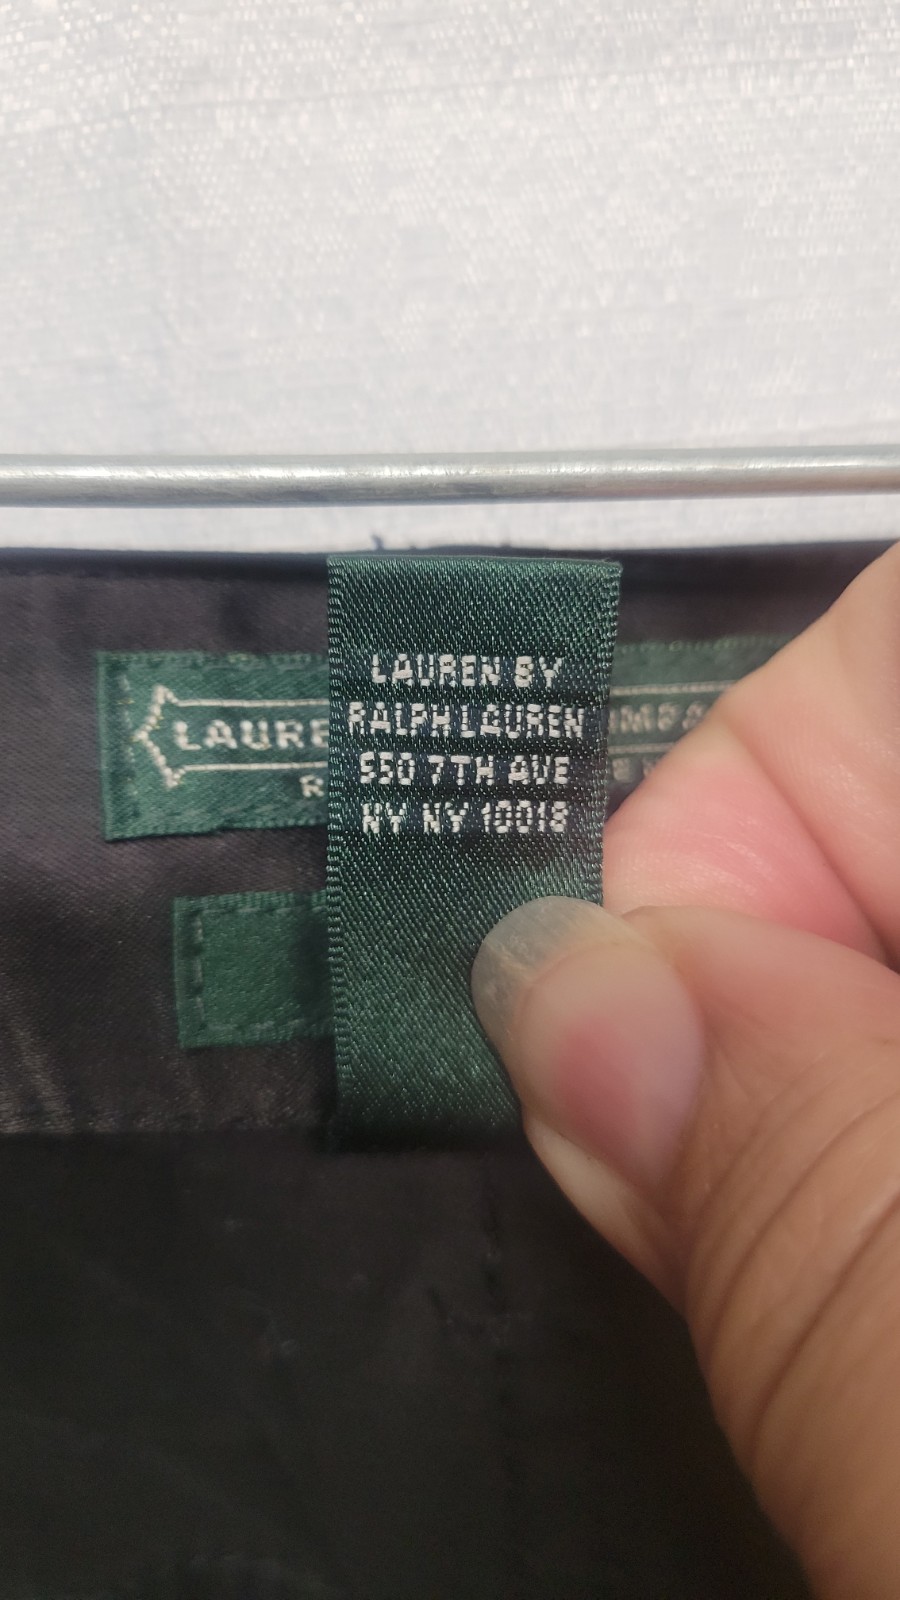 LAUREN BY
RALPH LAUREN
550 7TH AVE
NY NY 10018